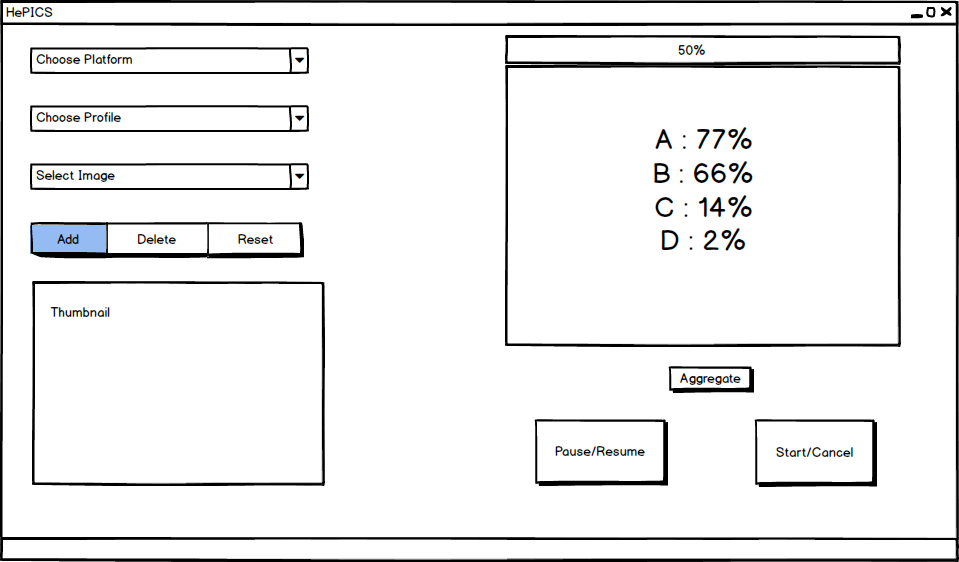 HePICS
Choose Platform
Choose Profile
Select Image
Add Delete Reset
Thumbnail
50%
A : 77%
B : 66%
C : 14%
D : 2%
Aggregate
Pause/Resume
Start/Cancel